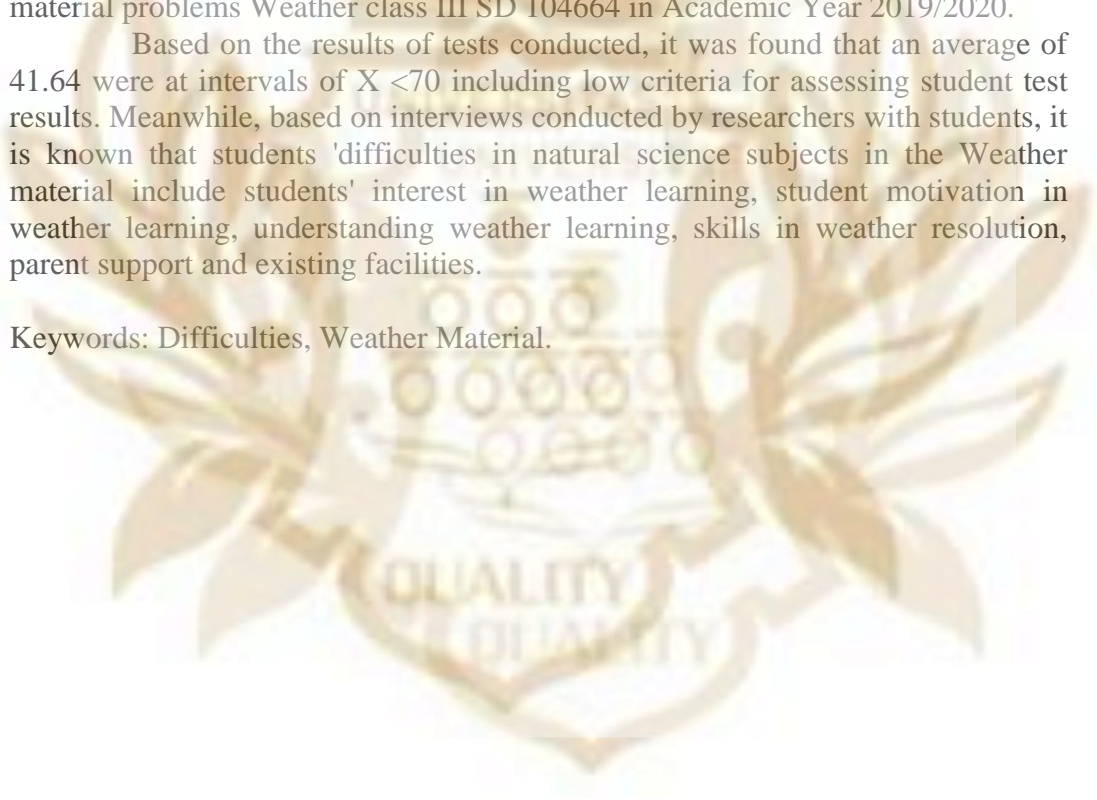 material problems Weather class III SD 104664 in Academic Year 2019/2020.
Based on the results of tests conducted, it was found that an average of
41.64 were at intervals of X <70 including low criteria for assessing student test
results. Meanwhile, based on interviews conducted by researchers with students, it
is known that students 'difficulties in natural science subjects in the Weather
material include students' interest in weather learning, student motivation in
weather learning, understanding weather learning, skills in weather resolution,
parent support and existing facilities.
Keywords: Difficulties, Weather Material.
QUALITY
QUALITY